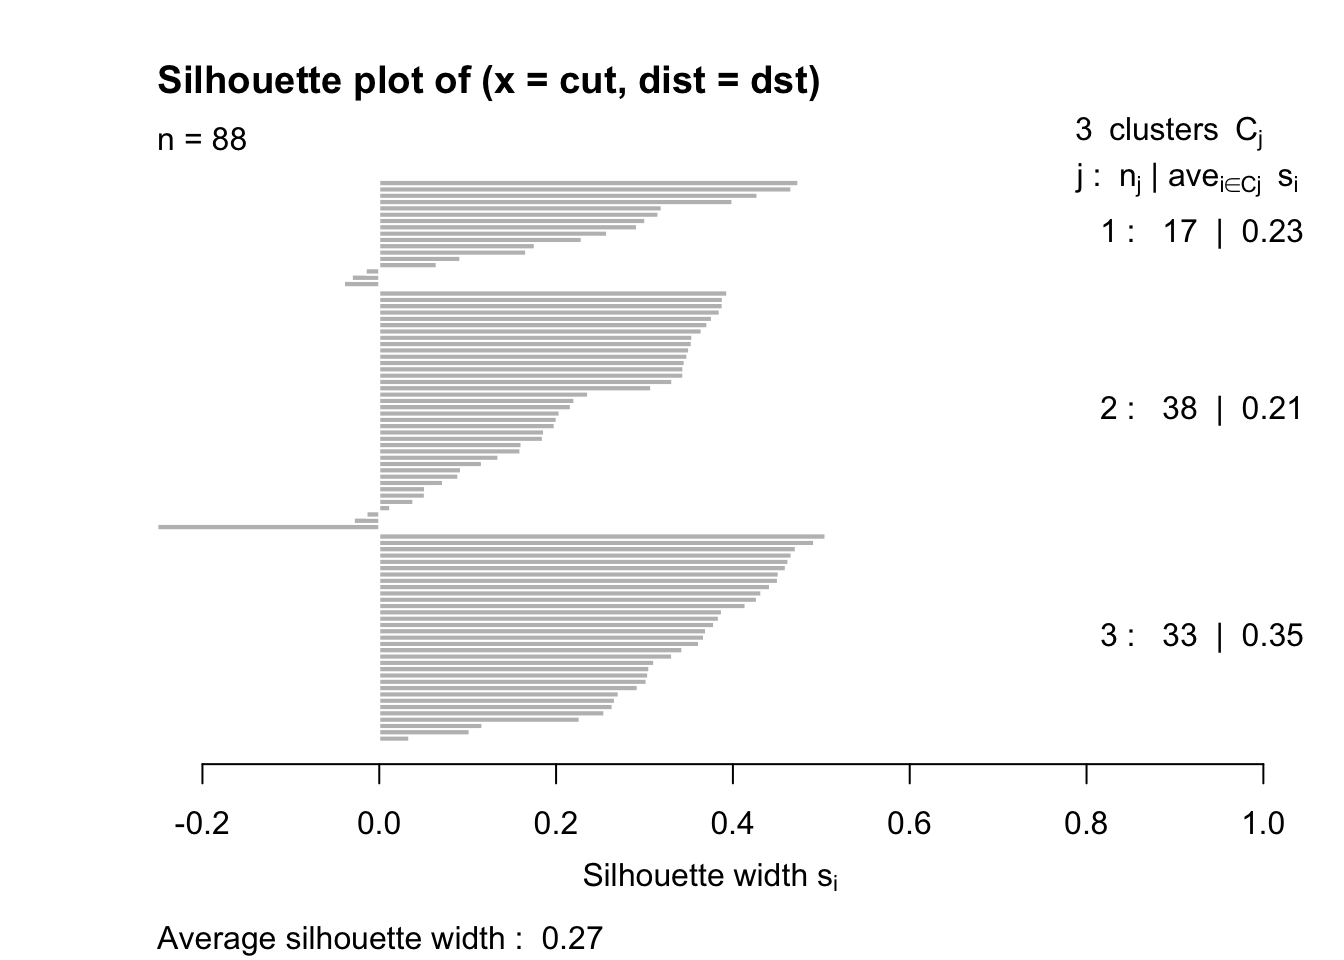 Silhouette plot of (x = cut, dist = dst)
n = 88
3 clusters Cj
j : nj | avei∈Cj si
1 : 17 | 0.23
2 : 38 | 0.21
3 : 33 | 0.35
-0.2 0.0 0.2 0.4 0.6 0.8 1.0
Silhouette width si
Average silhouette width : 0.27